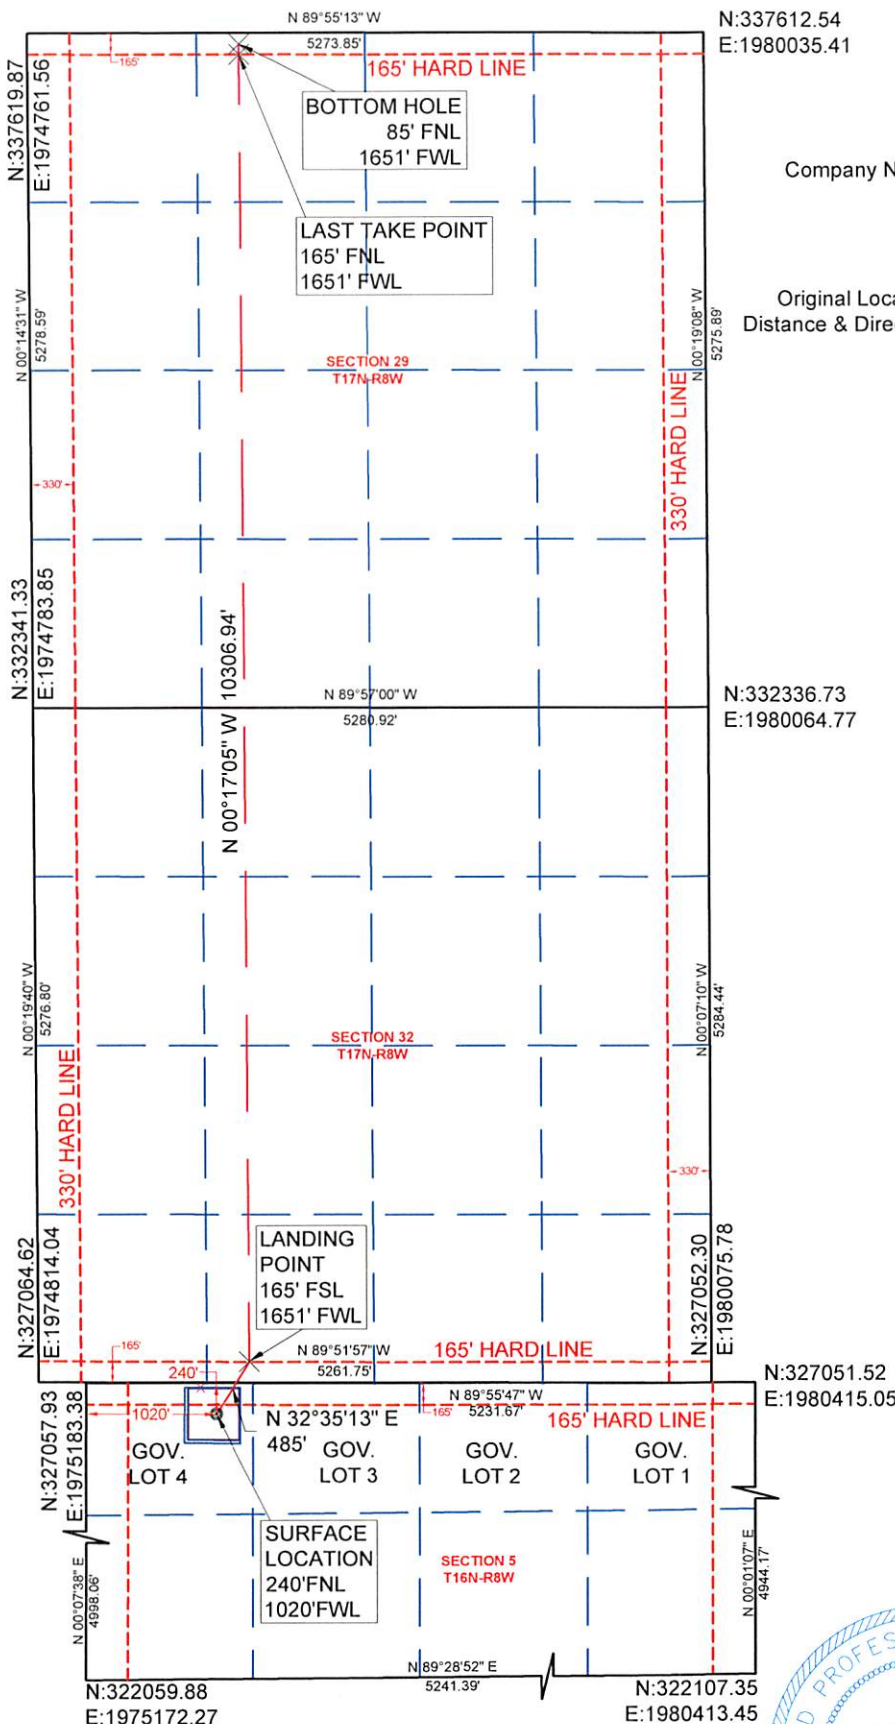 N 89°55'13" W
5273.85'
N:337612.54
E:1980035.41
165'
165' HARD LINE
N:337619.87
E:1974761.56
BOTTOM HOLE
85' FNL
1651' FWL
Company N
LAST TAKE POINT
165' FNL
1651' FWL
Original Loca
Distance & Dire
N 00°14'31" W
5278.59'
N 00°19'08" W
5275.89'
SECTION 29
T17N-R8W
330' HARD LINE
330'
N:332341.33
E:1974783.85
N 00°17'05" W 10306.94'
N 89°57'00" W
5280.92'
N:332336.73
E:1980064.77
N 00°19'40" W
5276.80'
N 00°07'10" W
5284.44'
SECTION 32
T17N-R8W
330' HARD LINE
330'
N:327064.62
E:1974814.04
LANDING
POINT
165' FSL
1651' FWL
N:327052.30
E:1980075.78
165'
N 89°51'57" W
5261.75'
165' HARD LINE
240'
N:327051.52
E:1980415.05
N 89°55'47" W
5231.67'
1020'
N 32°35'13" E
485'
165'
165' HARD LINE
N:327057.93
E:1975183.38
GOV.
LOT 4
GOV.
LOT 3
GOV.
LOT 2
GOV.
LOT 1
SURFACE
LOCATION
240'FNL
1020'FWL
SECTION 5
T16N-R8W
N 00°07'38" E
4998.06'
N 00°01'07" E
4944.17'
N 89°28'52" E
5241.39'
N:322059.88
E:1975172.27
N:322107.35
E:1980413.45
D PROFES